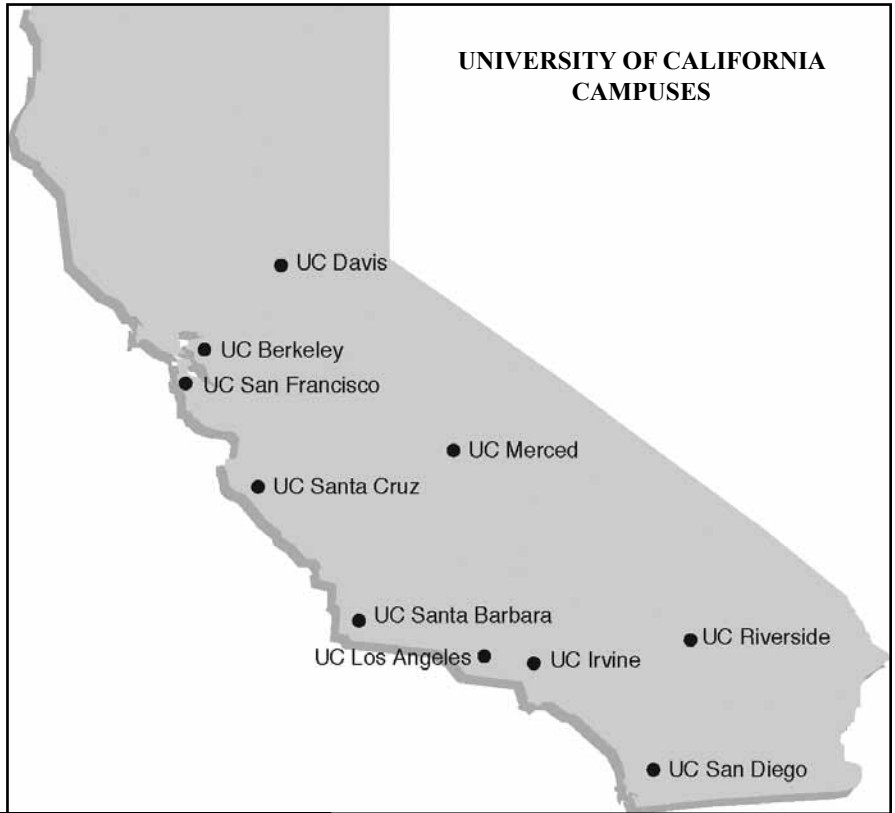 UNIVERSITY OF CALIFORNIA
CAMPUSES
UC Davis
UC Berkeley
UC San Francisco
UC Merced
UC Santa Cruz
UC Santa Barbara
UC Riverside
UC Los Angeles
UC Irvine
UC San Diego